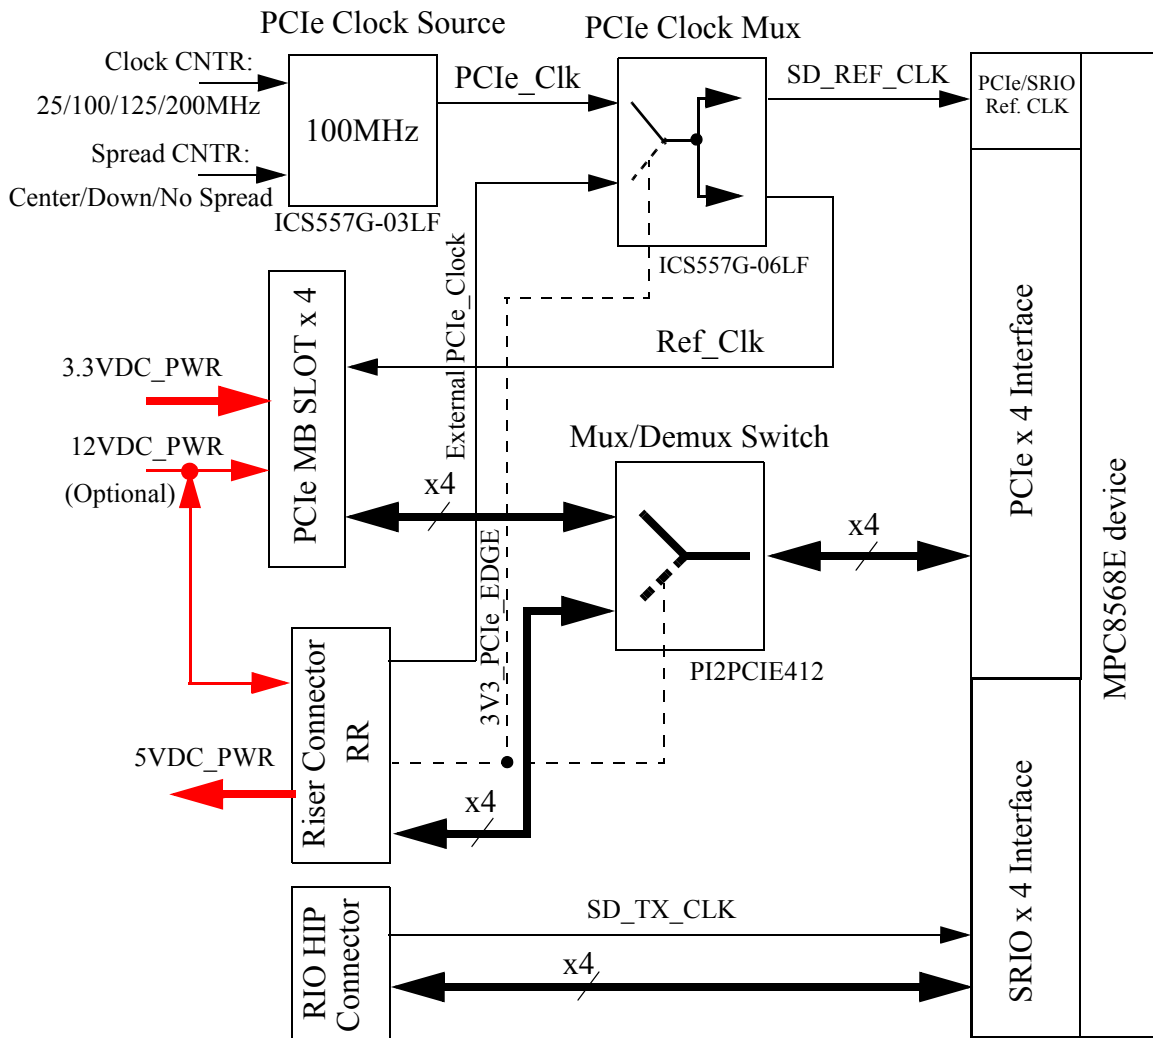 PCIe Clock Source
PCIe Clock Mux
Clock CNTR:
25/100/125/200MHz
Spread CNTR:
Center/Down/No Spread
100MHz
ICS557G-03LF
PCIe_Clk
SD_REF_CLK
ICS557G-06LF
PCIe/SRIO
Ref. CLK
External PCIe_Clock
Ref_Clk
PCIe MB SLOT x 4
3.3VDC_PWR
12VDC_PWR
(Optional)
Mux/Demux Switch
x4
x4
PI2PCIE412
PCIe x 4 Interface
MPC8568E device
3V3_PCIe_EDGE
Riser Connector
RR
5VDC_PWR
x4
SRIO x 4 Interface
RIO HIP
Connector
SD_TX_CLK
x4